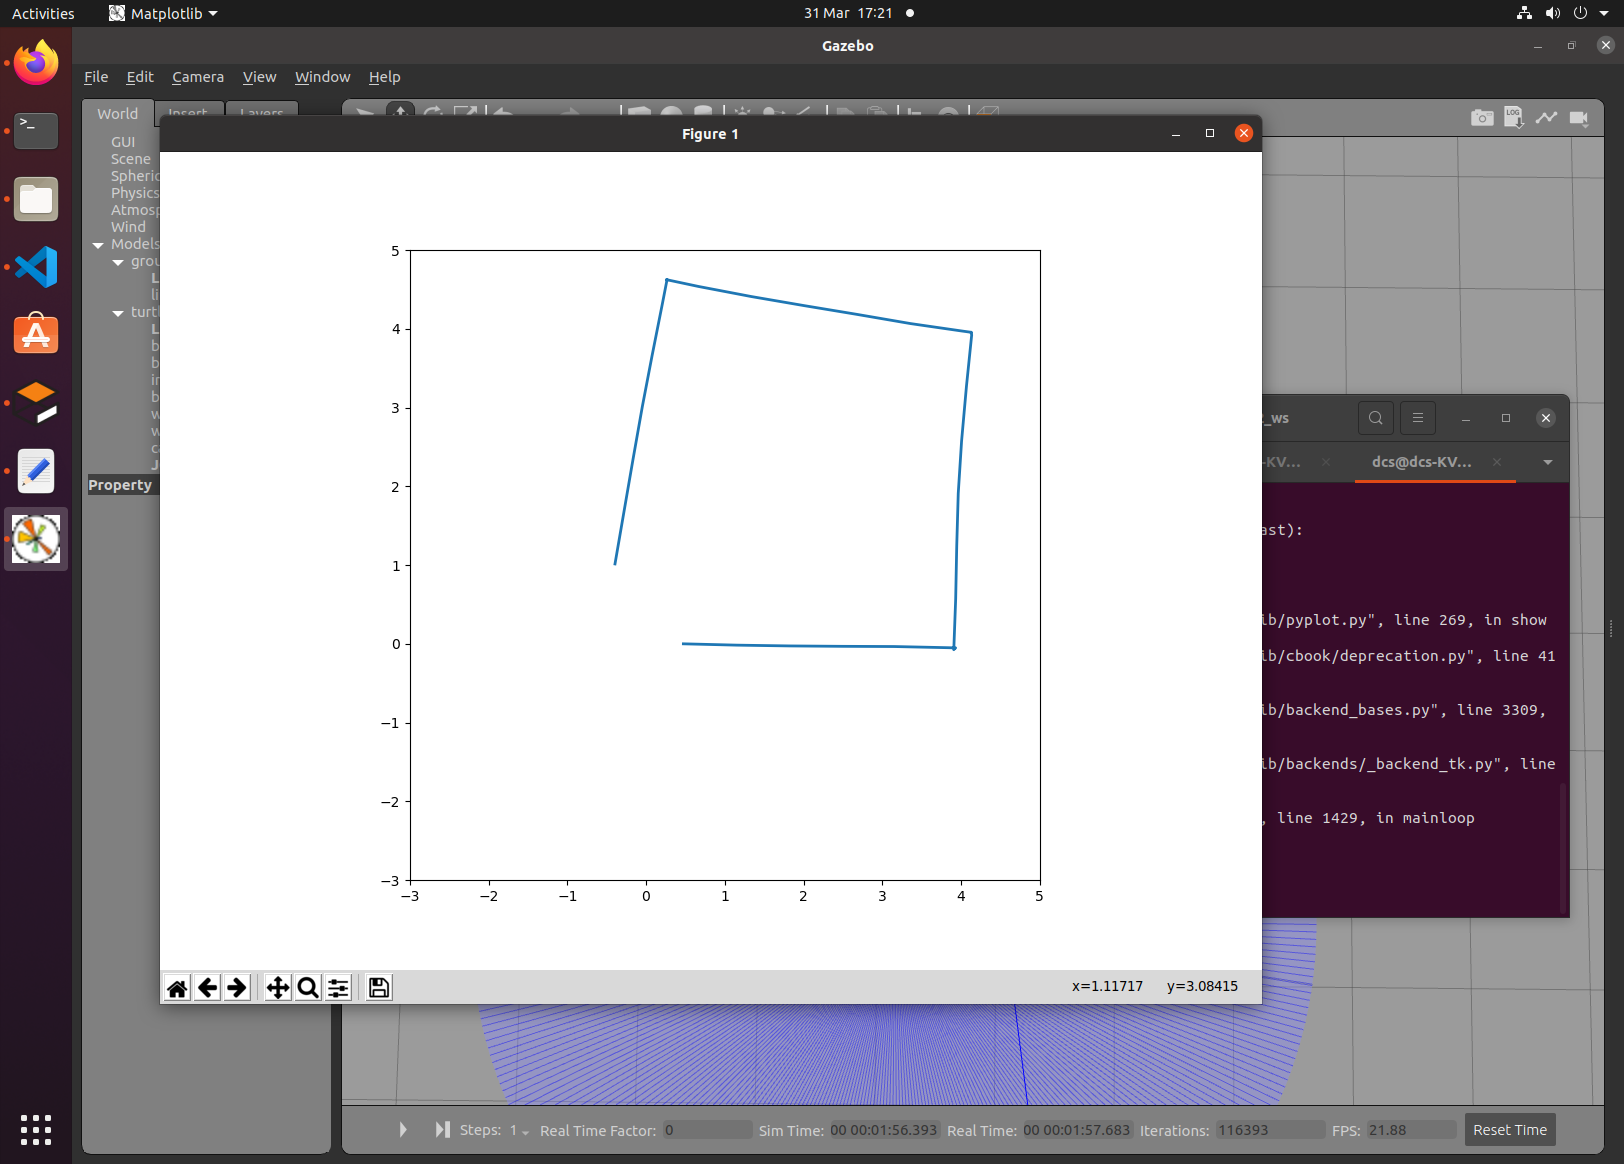 Activities
Matplotlib
31 Mar 17:21
Gazebo
File Edit Camera View Window Help
World Insert Layers
Figure 1
GUI
Scene
Spheric
Physics
Atmosp
Wind
Models
grou
L
li
turtl
L
b
b
in
b
w
w
ca
J
Property
5
4
3
2
1
0
−1
−2
−3
−3 −2 −1 0 1 2 3 4 5
x=1.11717 y=3.08415
_ws
-KV... dcs@dcs-KV...
ast):
ib/pyplot.py", line 269, in show
ib/cbook/deprecation.py", line 41
ib/backend_bases.py", line 3309,
ib/backends/_backend_tk.py", line
, line 1429, in mainloop
LOG
Steps: 1 Real Time Factor: 0 Sim Time: 00 00:01:56.393 Real Time: 00 00:01:57.683 Iterations: 116393 FPS: 21.88 Reset Time